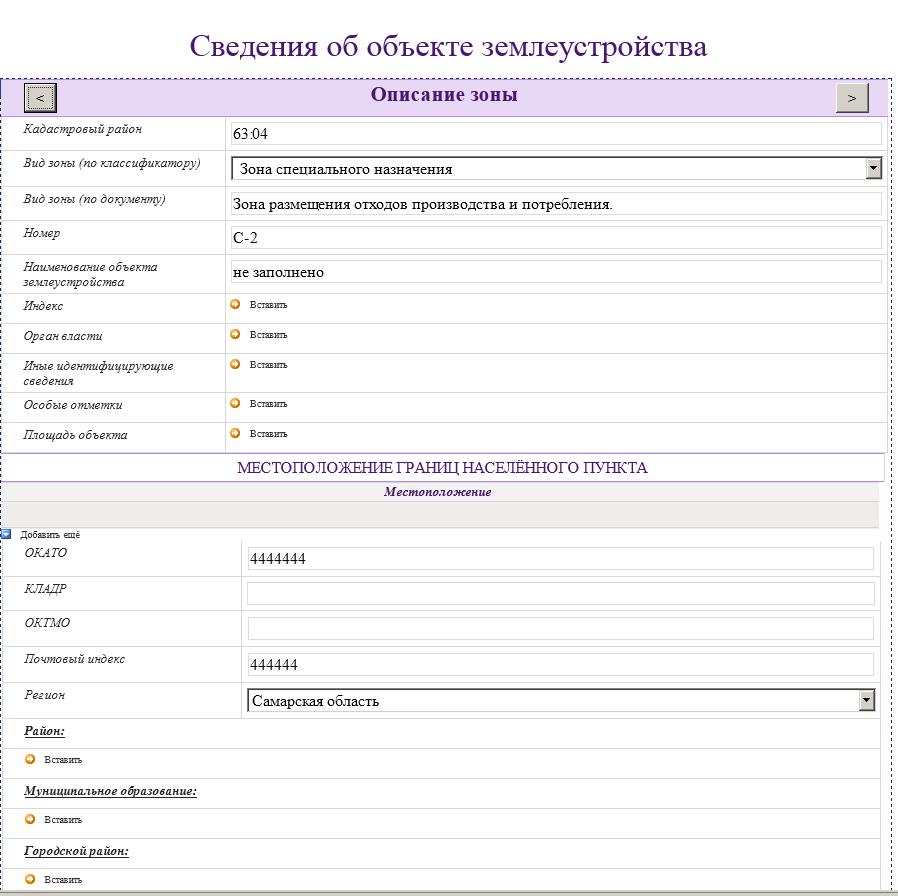 Сведения об объекте землеустройства
< Описание зоны >
Кадастровый район 63:04
Вид зоны (по классификатору) Зона специального назначения
Вид зоны (по документу) Зона размещения отходов производства и потребления.
Номер С-2
Наименование объекта
землеустройства
не заполнено
Индекс Вставить
Орган власти Вставить
Иные идентифицирующие
сведения
Вставить
Особые отметки Вставить
Площадь объекта Вставить
МЕСТОПОЛОЖЕНИЕ ГРАНИЦ НАСЕЛЁННОГО ПУНКТА
Местоположение
Добавить ещё
ОКАТО 4444444
КЛАДР
ОКТМО
Почтовый индекс 444444
Регион Самарская область
Район:
Вставить
Муниципальное образование:
Вставить
Городской район:
Вставить